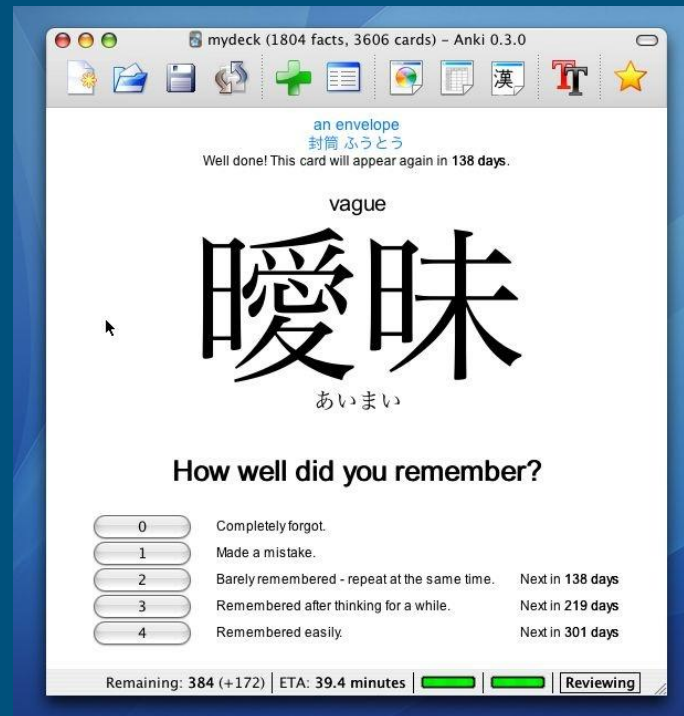 mydeck (1804 facts, 3606 cards) – Anki 0.3.0
漢
TT
an envelope
封筒 ふうとう
Well done! This card will appear again in 138 days.
vague
曖昧
あいまい
How well did you remember?
0 Completely forgot.
1 Made a mistake.
2 Barely remembered - repeat at the same time. Next in 138 days
3 Remembered after thinking for a while. Next in 219 days
4 Remembered easily. Next in 301 days
Remaining: 384 (+172) ETA: 39.4 minutes Reviewing